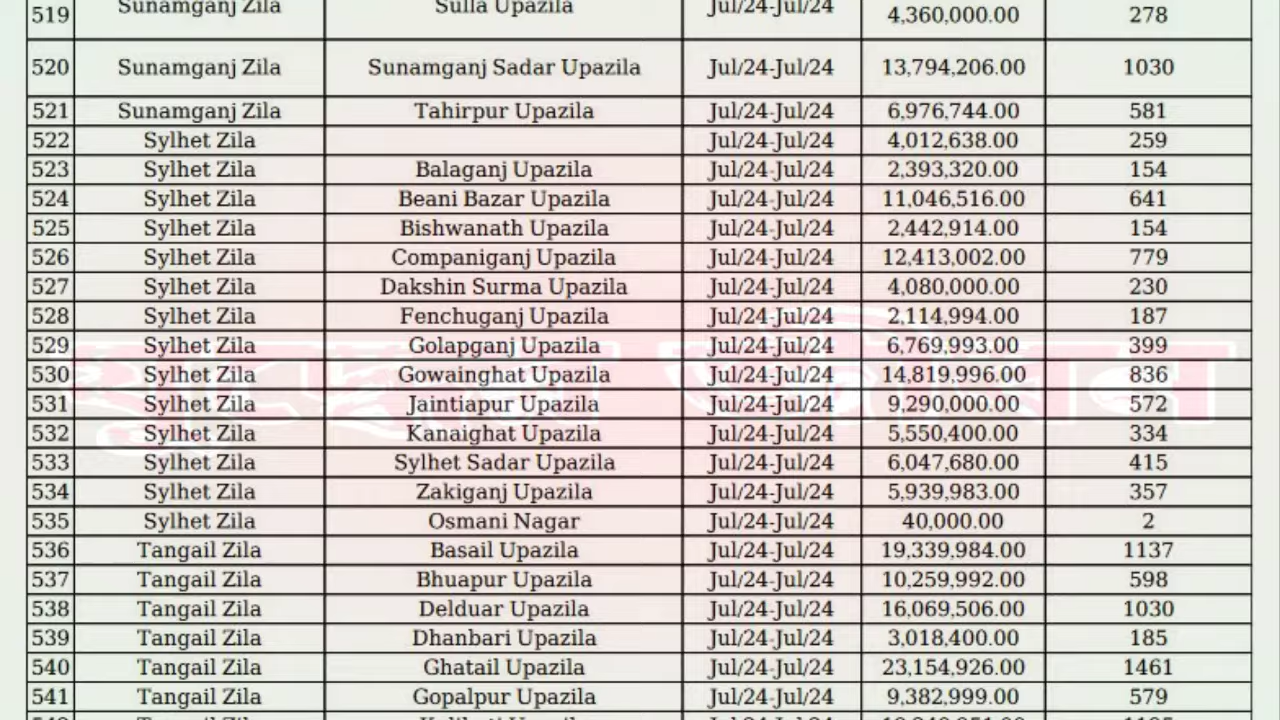 519 Sunamganj Zila Sulla Upazila Jul/24-Jul/24 4,360,000.00 278
520 Sunamganj Zila Sunamganj Sadar Upazila Jul/24-Jul/24 13,794,206.00 1030
521 Sunamganj Zila Tahirpur Upazila Jul/24-Jul/24 6,976,744.00 581
522 Sylhet Zila Jul/24-Jul/24 4,012,638.00 259
523 Sylhet Zila Balaganj Upazila Jul/24-Jul/24 2,393,320.00 154
524 Sylhet Zila Beani Bazar Upazila Jul/24-Jul/24 11,046,516.00 641
525 Sylhet Zila Bishwanath Upazila Jul/24-Jul/24 2,442,914.00 154
526 Sylhet Zila Companiganj Upazila Jul/24-Jul/24 12,413,002.00 779
527 Sylhet Zila Dakshin Surma Upazila Jul/24-Jul/24 4,080,000.00 230
528 Sylhet Zila Fenchuganj Upazila Jul/24-Jul/24 2,114,994.00 187
529 Sylhet Zila Golapganj Upazila Jul/24-Jul/24 6,769,993.00 399
530 Sylhet Zila Gowainghat Upazila Jul/24-Jul/24 14,819,996.00 836
531 Sylhet Zila Jaintiapur Upazila Jul/24-Jul/24 9,290,000.00 572
532 Sylhet Zila Kanaighat Upazila Jul/24-Jul/24 5,550,400.00 334
533 Sylhet Zila Sylhet Sadar Upazila Jul/24-Jul/24 6,047,680.00 415
534 Sylhet Zila Zakiganj Upazila Jul/24-Jul/24 5,939,983.00 357
535 Sylhet Zila Osmani Nagar Jul/24-Jul/24 40,000.00 2
536 Tangail Zila Basail Upazila Jul/24-Jul/24 19,339,984.00 1137
537 Tangail Zila Bhuapur Upazila Jul/24-Jul/24 10,259,992.00 598
538 Tangail Zila Delduar Upazila Jul/24-Jul/24 16,069,506.00 1030
539 Tangail Zila Dhanbari Upazila Jul/24-Jul/24 3,018,400.00 185
540 Tangail Zila Ghatail Upazila Jul/24-Jul/24 23,154,926.00 1461
541 Tangail Zila Gopalpur Upazila Jul/24-Jul/24 9,382,999.00 579